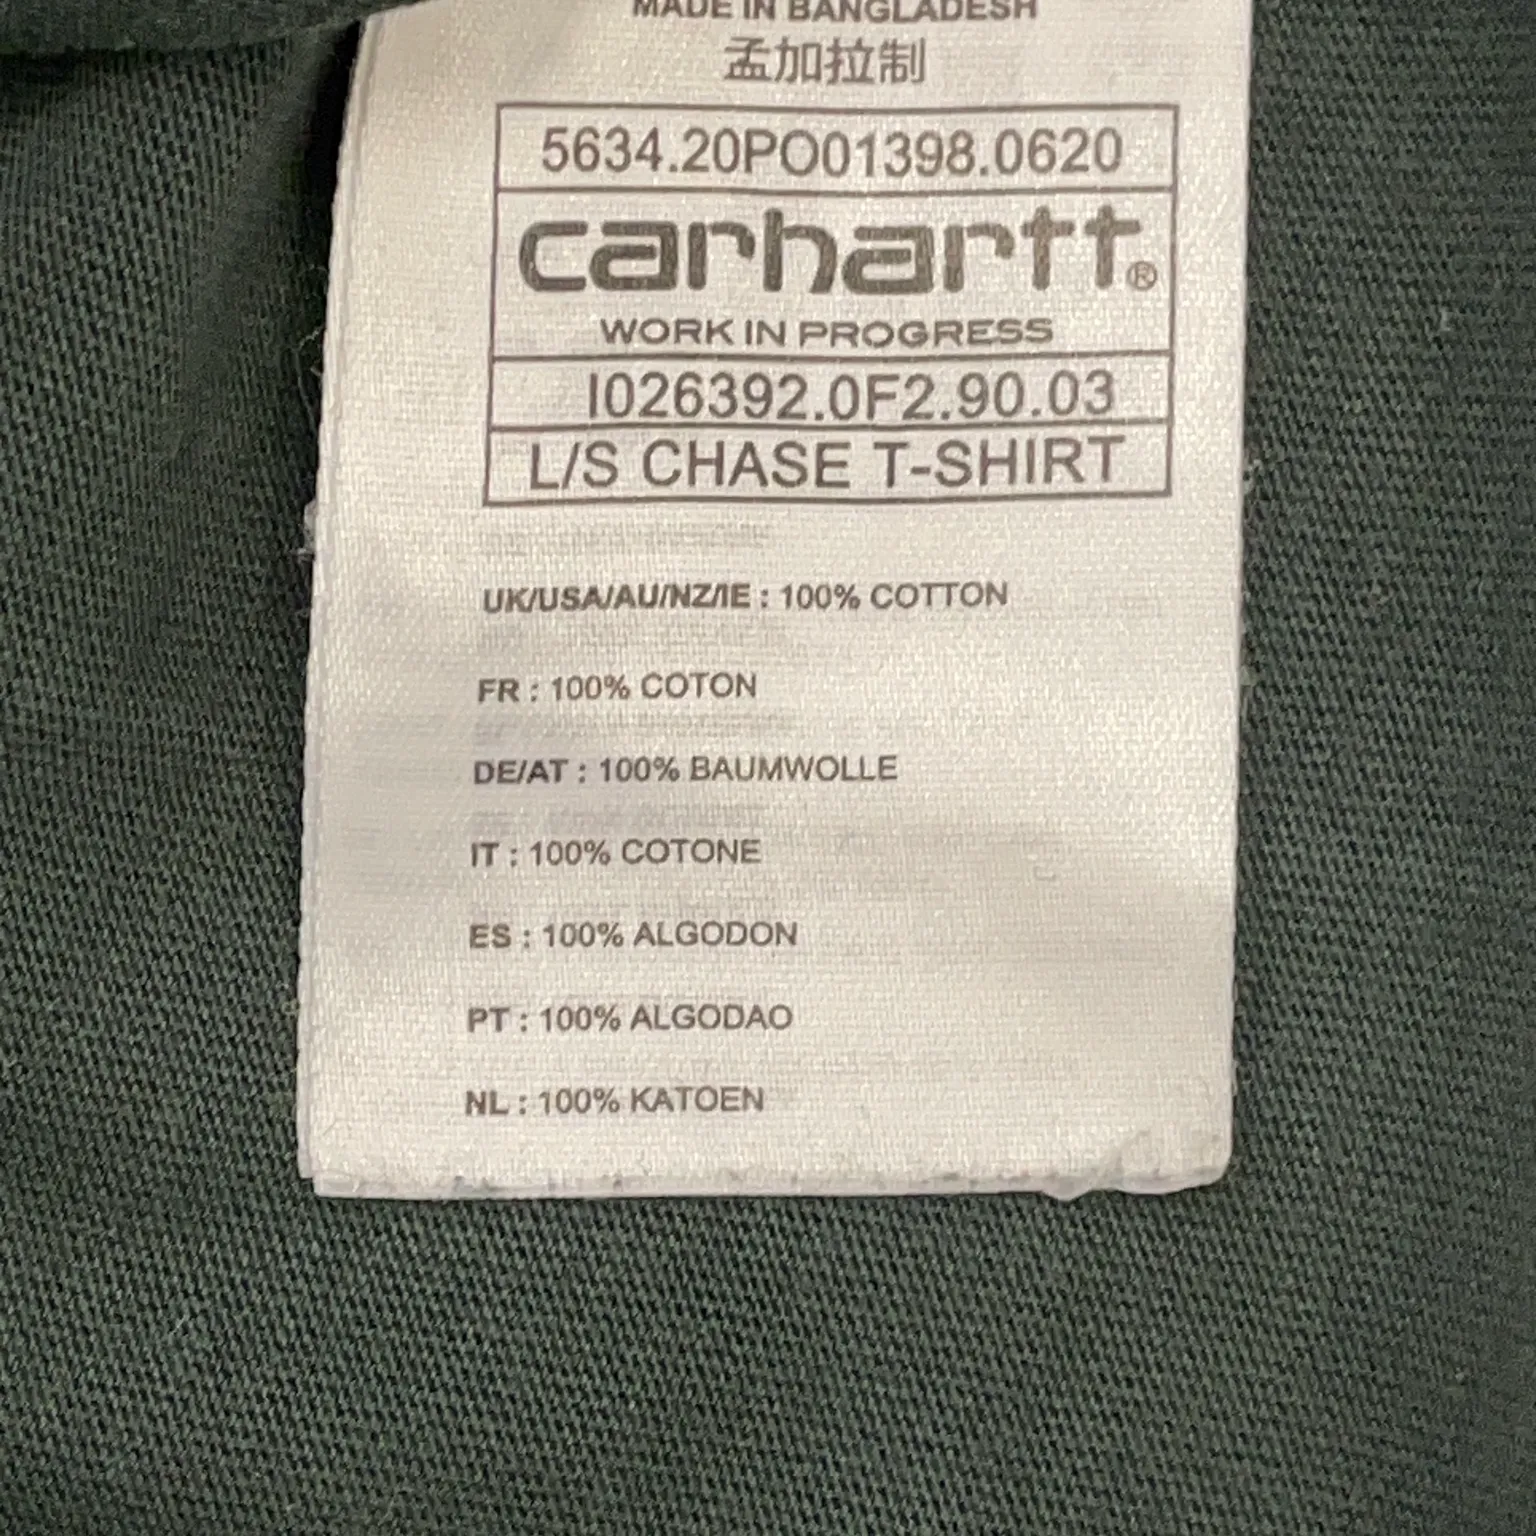 MADE IN BANGLADESH
孟加拉制
5634.20PO01398.0620
carhartt®
WORK IN PROGRESS
I026392.0F2.90.03
L/S CHASE T-SHIRT
UK/USA/AU/NZ/IE : 100% COTTON
FR : 100% COTON
DE/AT : 100% BAUMWOLLE
IT : 100% COTONE
ES : 100% ALGODON
PT : 100% ALGODAO
NL : 100% KATOEN